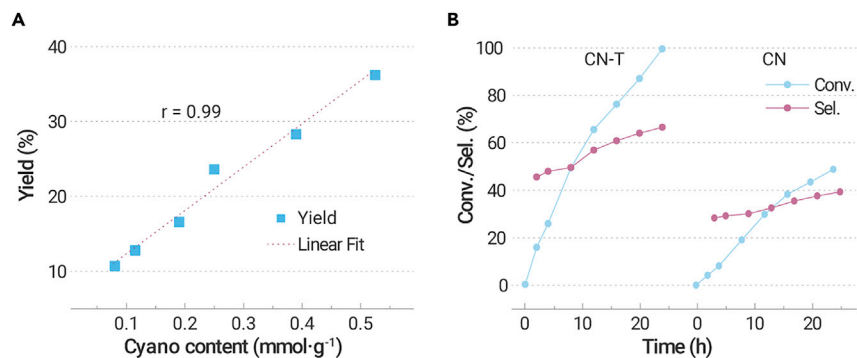 A
40
30
20
10
Yield (%)
r = 0.99
Yield
Linear Fit
0.1 0.2 0.3 0.4 0.5
Cyano content (mmol·g⁻¹)
B
100
80
60
40
20
0
Conv./Sel. (%)
CN-T CN
Conv.
Sel.
0 20 0 20
Time (h)